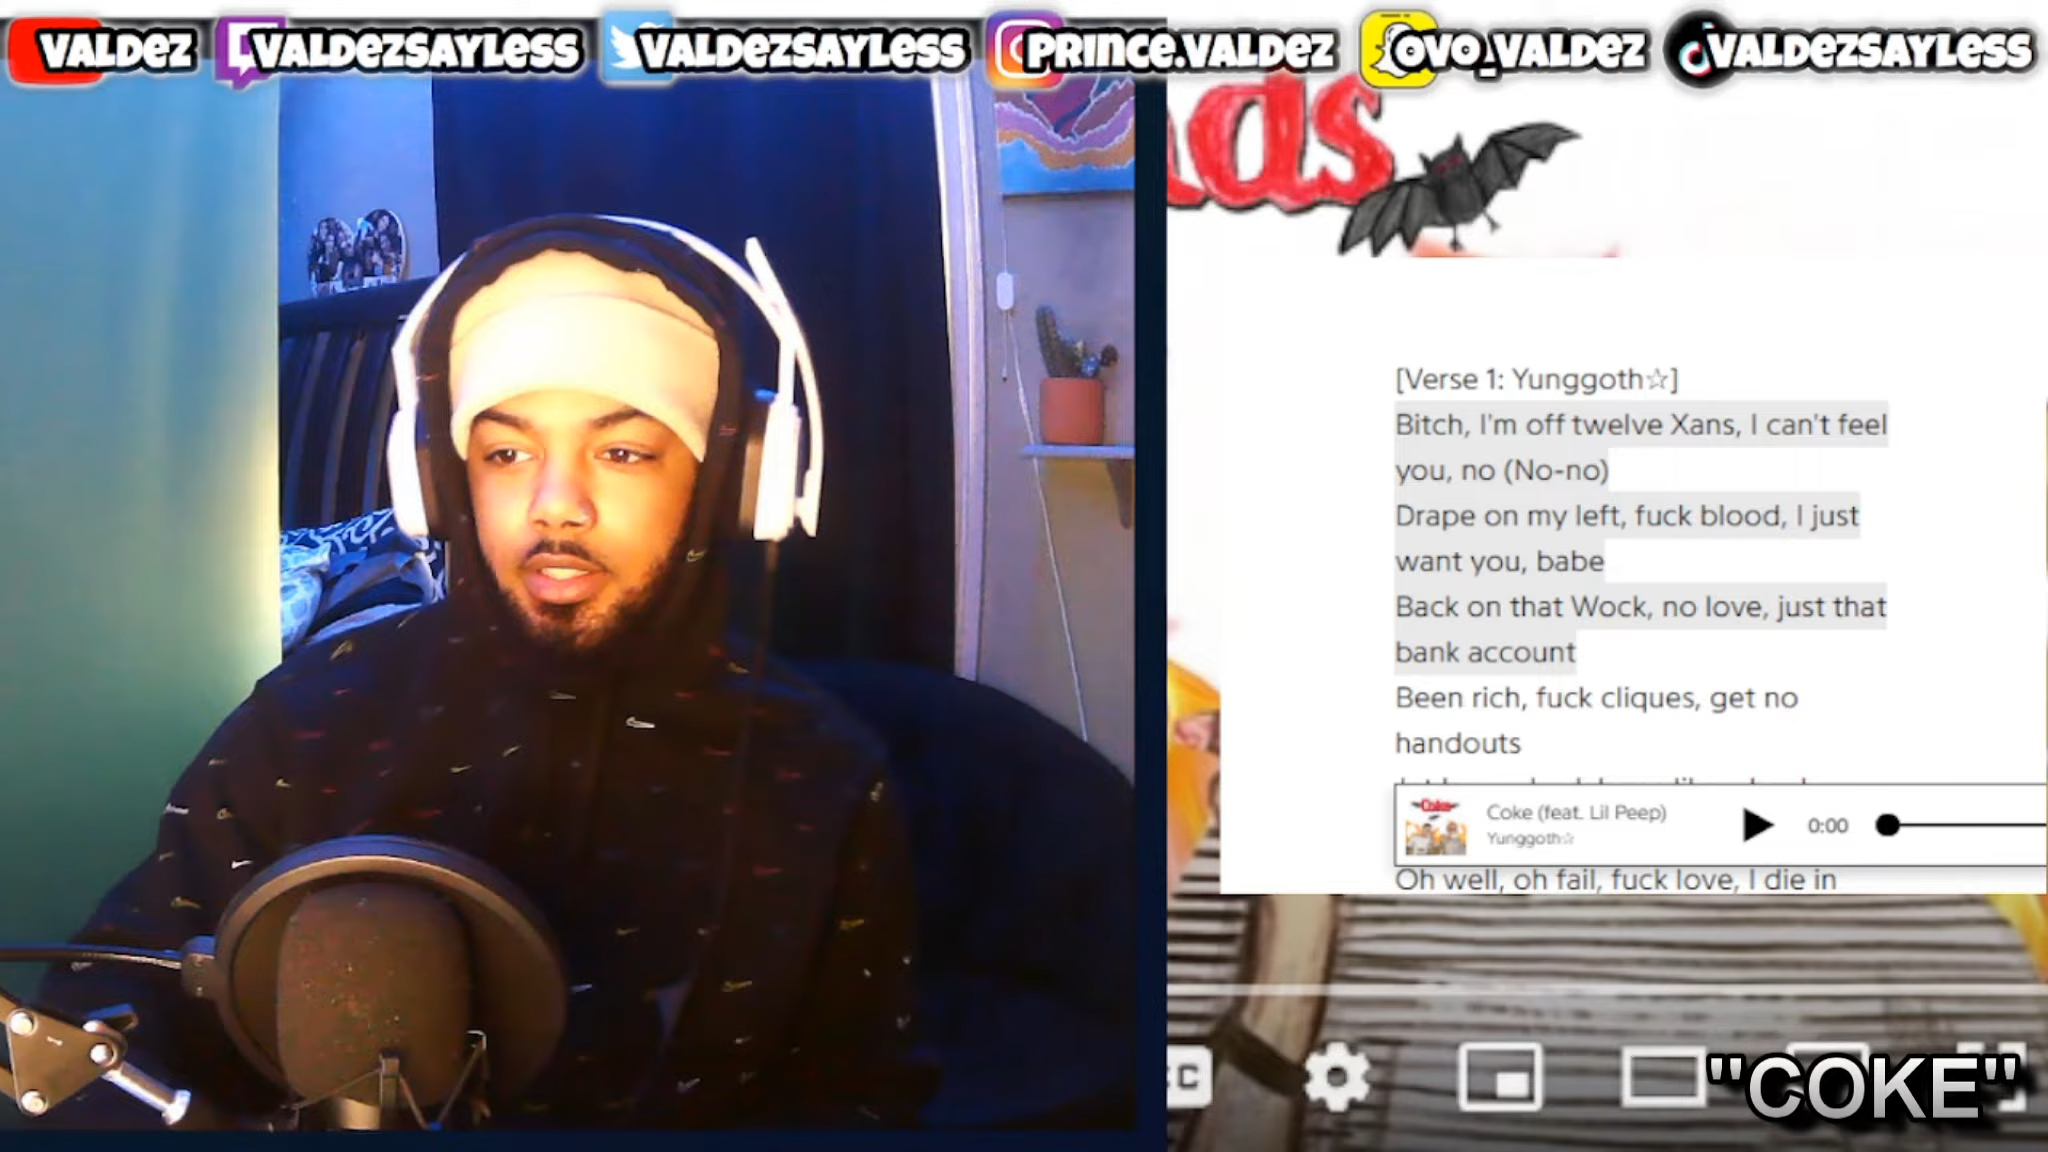 VALDEZ
VALDEZSAYLESS
VALDEZSAYLESS
PRINCE.VALDEZ
OVO_VALDEZ
VALDEZSAYLESS
[Verse 1: Yunggoth☆]
Bitch, I'm off twelve Xans, I can't feel
you, no (No-no)
Drape on my left, fuck blood, I just
want you, babe
Back on that Wock, no love, just that
bank account
Been rich, fuck cliques, get no
handouts
Coke
Coke (feat. Lil Peep)
Yunggoth☆
0:00
Oh well, oh fail, fuck love, I die in
"COKE"